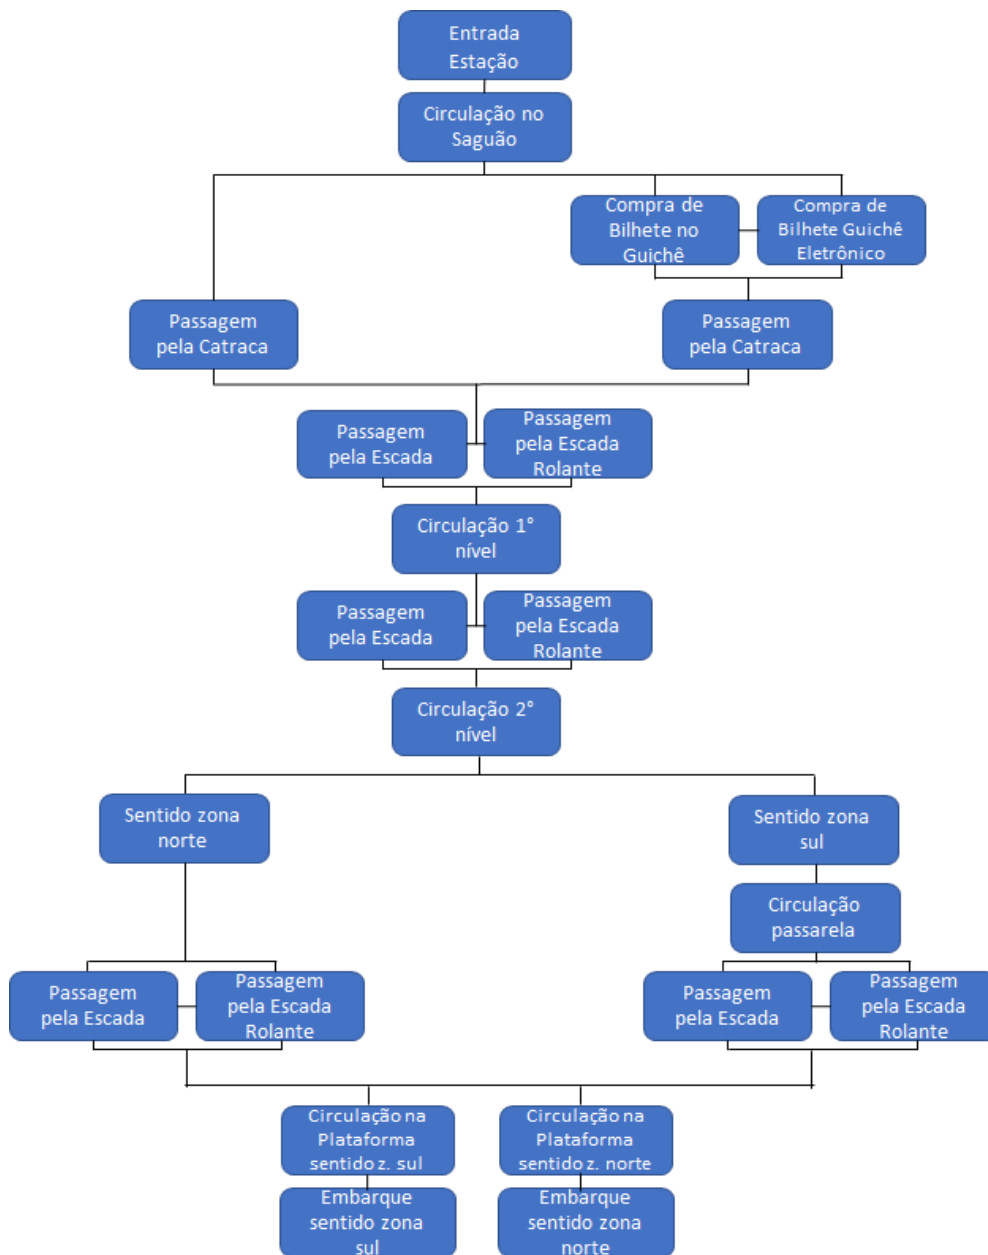 Entrada
Estação
Circulação no
Saguão
Compra de
Bilhete no
Guichê
Compra de
Bilhete Guichê
Eletrônico
Passagem
pela Catraca
Passagem
pela Catraca
Passagem
pela Escada
Passagem
pela Escada
Rolante
Circulação 1°
nível
Passagem
pela Escada
Passagem
pela Escada
Rolante
Circulação 2°
nível
Sentido zona
norte
Sentido zona
sul
Circulação
passarela
Passagem
pela Escada
Passagem
pela Escada
Rolante
Passagem
pela Escada
Passagem
pela Escada
Rolante
Circulação na
Plataforma
sentido z. sul
Circulação na
Plataforma
sentido z. norte
Embarque
sentido zona
sul
Embarque
sentido zona
norte